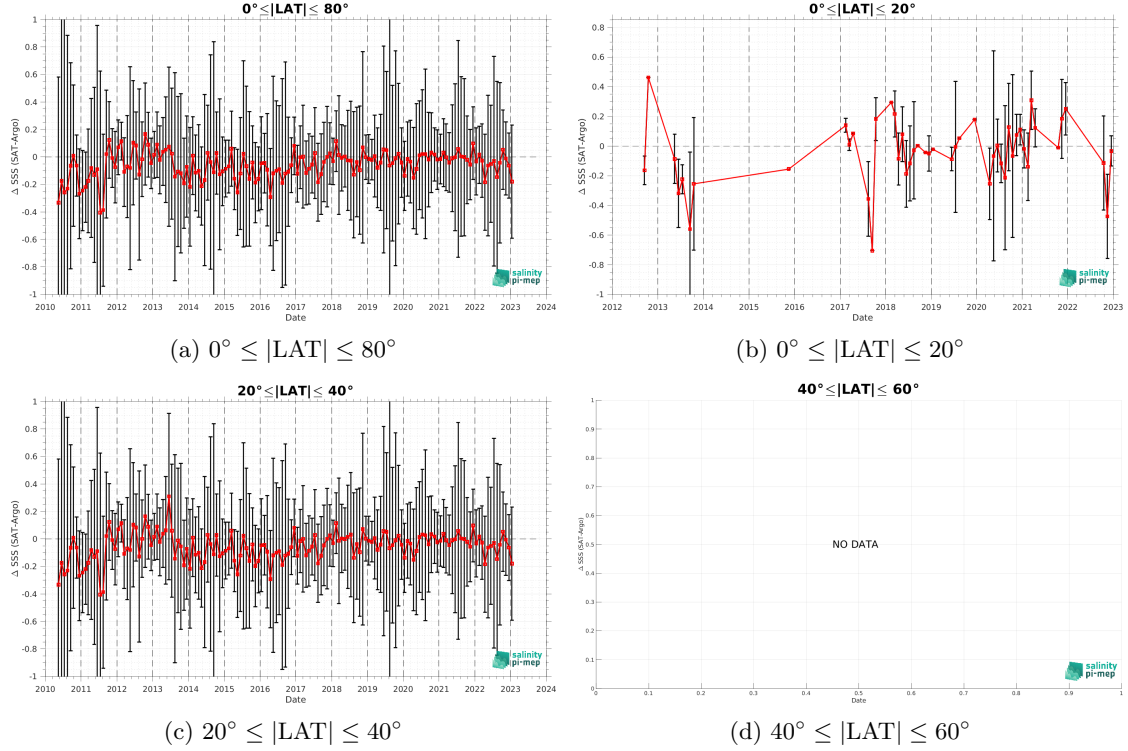 0°≤|LAT|≤ 80°
Δ SSS (SAT-Argo)
1
0.8
0.6
0.4
0.2
0
-0.2
-0.4
-0.6
-0.8
-1
2010 2011 2012 2013 2014 2015 2016 2017 2018 2019 2020 2021 2022 2023 2024
Date
salinity
pi-mep
(a) 0° ≤ |LAT| ≤ 80°
0°≤|LAT|≤ 20°
Δ SSS (SAT-Argo)
0.8
0.6
0.4
0.2
0
-0.2
-0.4
-0.6
-0.8
-1
2012 2013 2014 2015 2016 2017 2018 2019 2020 2021 2022 2023
Date
salinity
pi-mep
(b) 0° ≤ |LAT| ≤ 20°
20°≤|LAT|≤ 40°
Δ SSS (SAT-Argo)
1
0.8
0.6
0.4
0.2
0
-0.2
-0.4
-0.6
-0.8
-1
2010 2011 2012 2013 2014 2015 2016 2017 2018 2019 2020 2021 2022 2023 2024
Date
salinity
pi-mep
(c) 20° ≤ |LAT| ≤ 40°
40°≤|LAT|≤ 60°
Δ SSS (SAT-Argo)
1
0.9
0.8
0.7
0.6
0.5
0.4
0.3
0.2
0.1
0
NO DATA
0 0.1 0.2 0.3 0.4 0.5 0.6 0.7 0.8 0.9 1
Date
salinity
pi-mep
(d) 40° ≤ |LAT| ≤ 60°